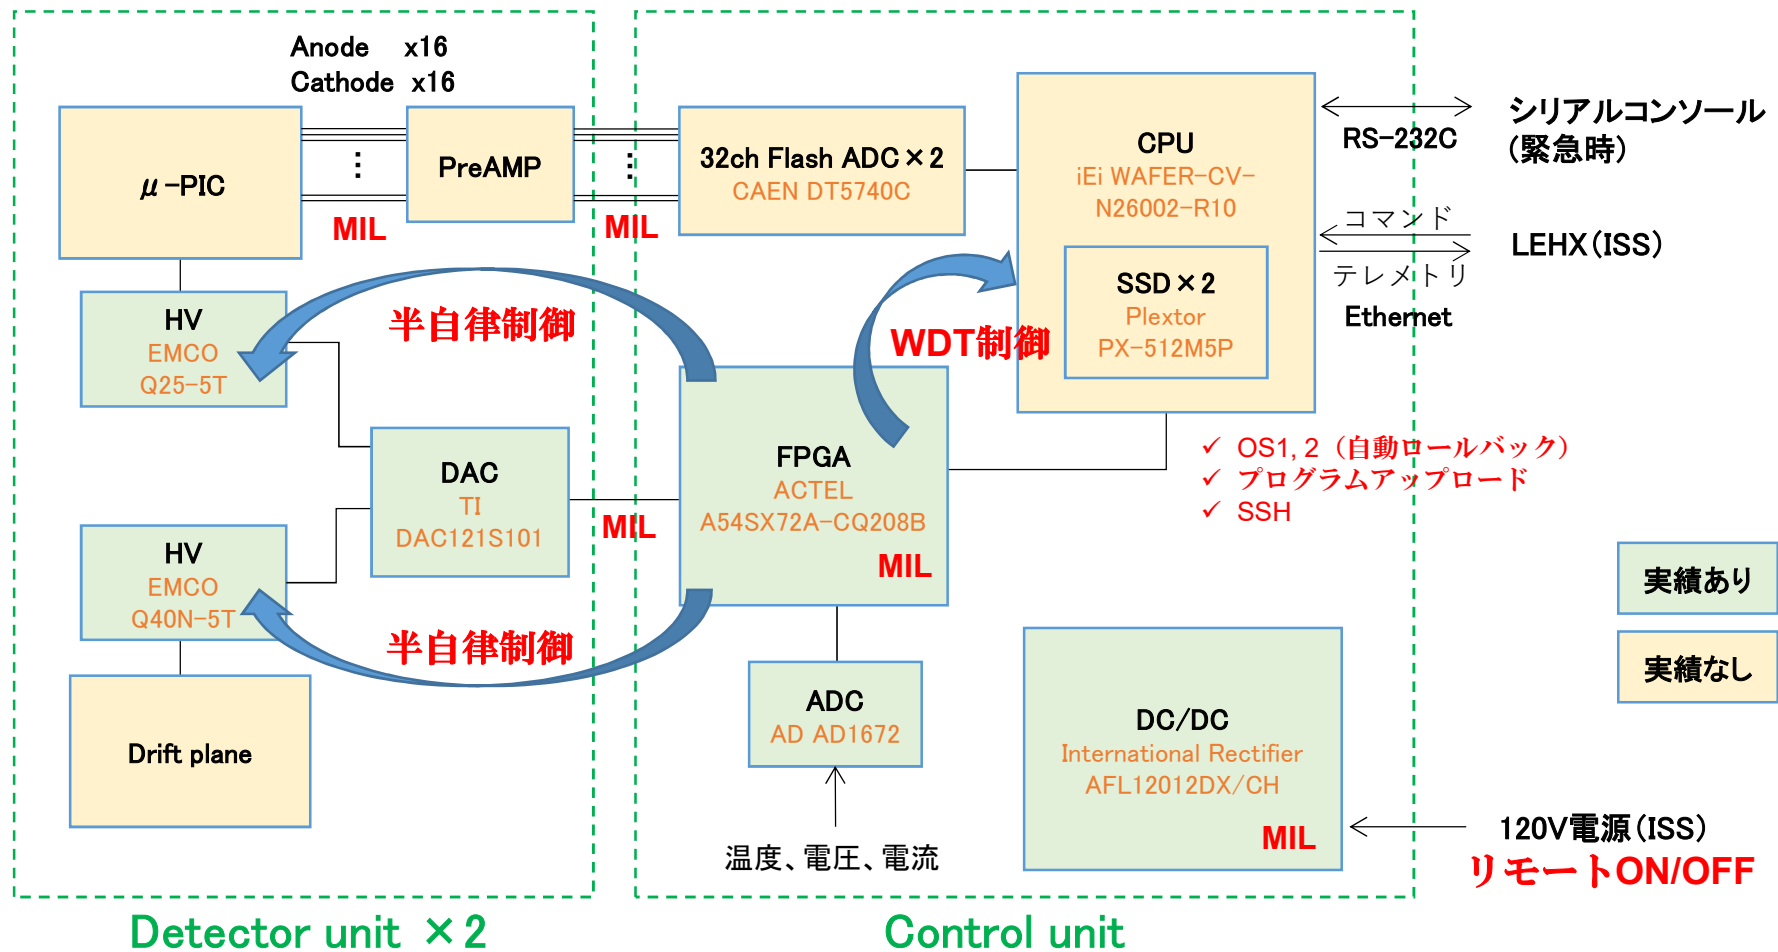 Anode x16
Cathode x16
μ-PIC
PreAMP
MIL
MIL
32ch Flash ADC×2
CAEN DT5740C
CPU
iEi WAFER-CV-
N26002-R10
SSD×2
Plextor
PX-512M5P
RS-232C
シリアルコンソール
(緊急時)
コマンド
LEHX(ISS)
テレメトリ
Ethernet
HV
EMCO
Q25-5T
半自律制御
WDT制御
DAC
TI
DAC121S101
MIL
FPGA
ACTEL
A54SX72A-CQ208B
MIL
✓ OS1, 2（自動ロールバック）
✓ プログラムアップロード
✓ SSH
HV
EMCO
Q40N-5T
半自律制御
Drift plane
ADC
AD AD1672
温度、電圧、電流
DC/DC
International Rectifier
AFL12012DX/CH
MIL
実績あり
実績なし
120V電源(ISS)
リモートON/OFF
Detector unit ×2
Control unit